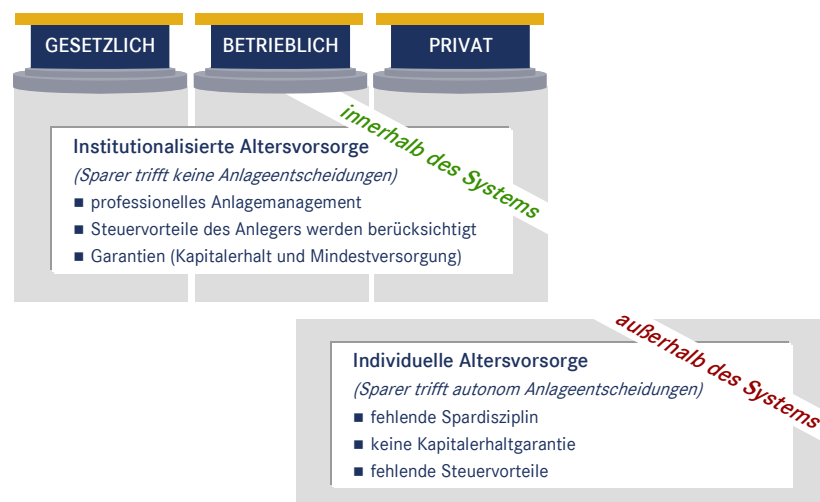 GESETZLICH BETRIEBLICH PRIVAT
innerhalb des Systems
Institutionalisierte Altersvorsorge
(Sparer trifft keine Anlageentscheidungen)
■ professionelles Anlagemanagement
■ Steuervorteile des Anlegers werden berücksichtigt
■ Garantien (Kapitalerhalt und Mindestversorgung)
außerhalb des Systems
Individuelle Altersvorsorge
(Sparer trifft autonom Anlageentscheidungen)
■ fehlende Spardisziplin
■ keine Kapitalerhaltgarantie
■ fehlende Steuervorteile